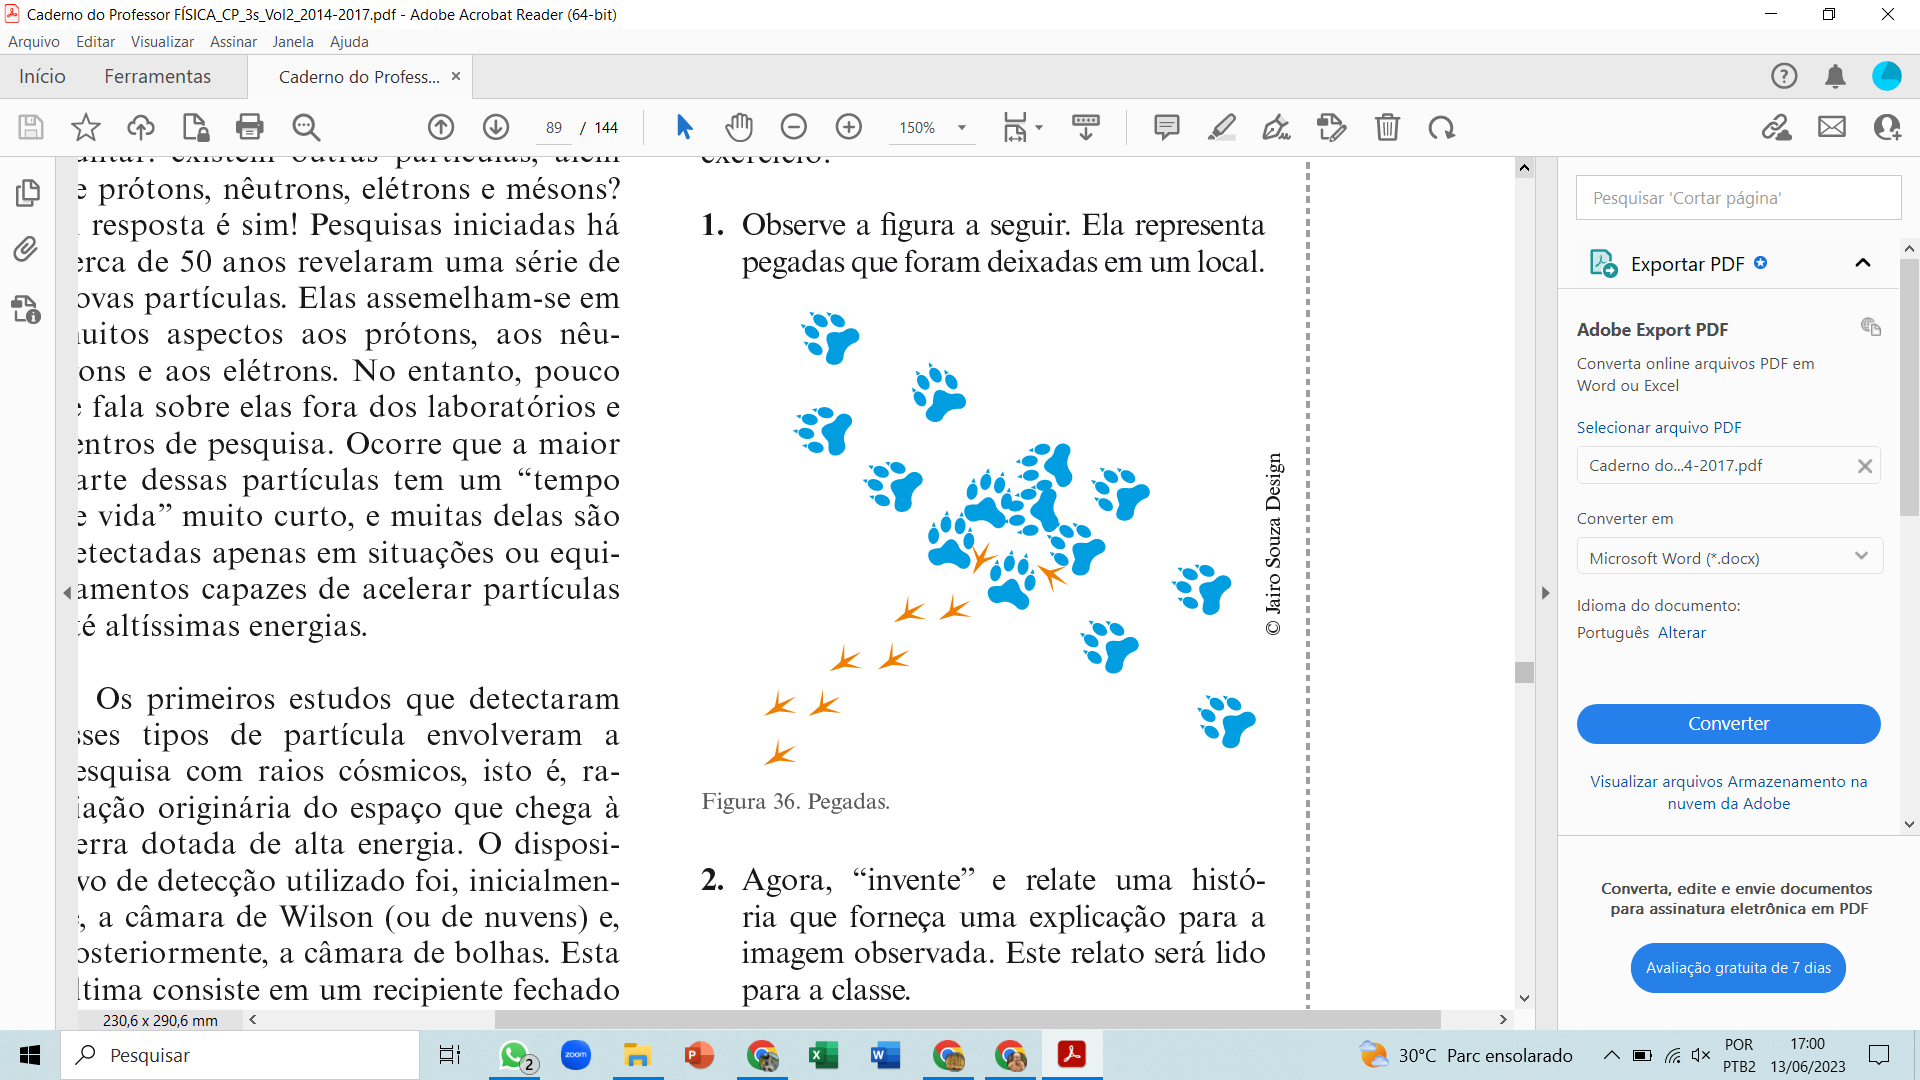 Caderno do Professor FÍSICA_CP_3s_Vol2_2014-2017.pdf - Adobe Acrobat Reader (64-bit)
Arquivo Editar Visualizar Assinar Janela Ajuda
Início Ferramentas Caderno do Profess... ×
89 / 144 150%
e prótons, nêutrons, elétrons e mésons?
resposta é sim! Pesquisas iniciadas há
erca de 50 anos revelaram uma série de
ovas partículas. Elas assemelham-se em
uitos aspectos aos prótons, aos nêu-
ons e aos elétrons. No entanto, pouco
e fala sobre elas fora dos laboratórios e
entros de pesquisa. Ocorre que a maior
arte dessas partículas tem um “tempo
e vida” muito curto, e muitas delas são
etectadas apenas em situações ou equi-
amentos capazes de acelerar partículas
té altíssimas energias.
Os primeiros estudos que detectaram
sses tipos de partícula envolveram a
esquisa com raios cósmicos, isto é, ra-
iação originária do espaço que chega à
erra dotada de alta energia. O disposi-
vo de detecção utilizado foi, inicialmen-
, a câmara de Wilson (ou de nuvens) e,
osteriormente, a câmara de bolhas. Esta
ltima consiste em um recipiente fechado
exercício.
1. Observe a figura a seguir. Ela representa
pegadas que foram deixadas em um local.
© Jairo Souza Design
Figura 36. Pegadas.
2. Agora, “invente” e relate uma histó-
ria que forneça uma explicação para a
imagem observada. Este relato será lido
para a classe.
230,6 x 290,6 mm
Pesquisar 'Cortar página'
Exportar PDF
Adobe Export PDF
Converta online arquivos PDF em
Word ou Excel
Selecionar arquivo PDF
Caderno do...4-2017.pdf
Converter em
Microsoft Word (*.docx)
Idioma do documento:
Português Alterar
Converter
Visualizar arquivos Armazenamento na
nuvem da Adobe
Converta, edite e envie documentos
para assinatura eletrônica em PDF
Avaliação gratuita de 7 dias
Pesquisar
2
zoom
30°C Parc ensolarado
POR
PTB2
17:00
13/06/2023